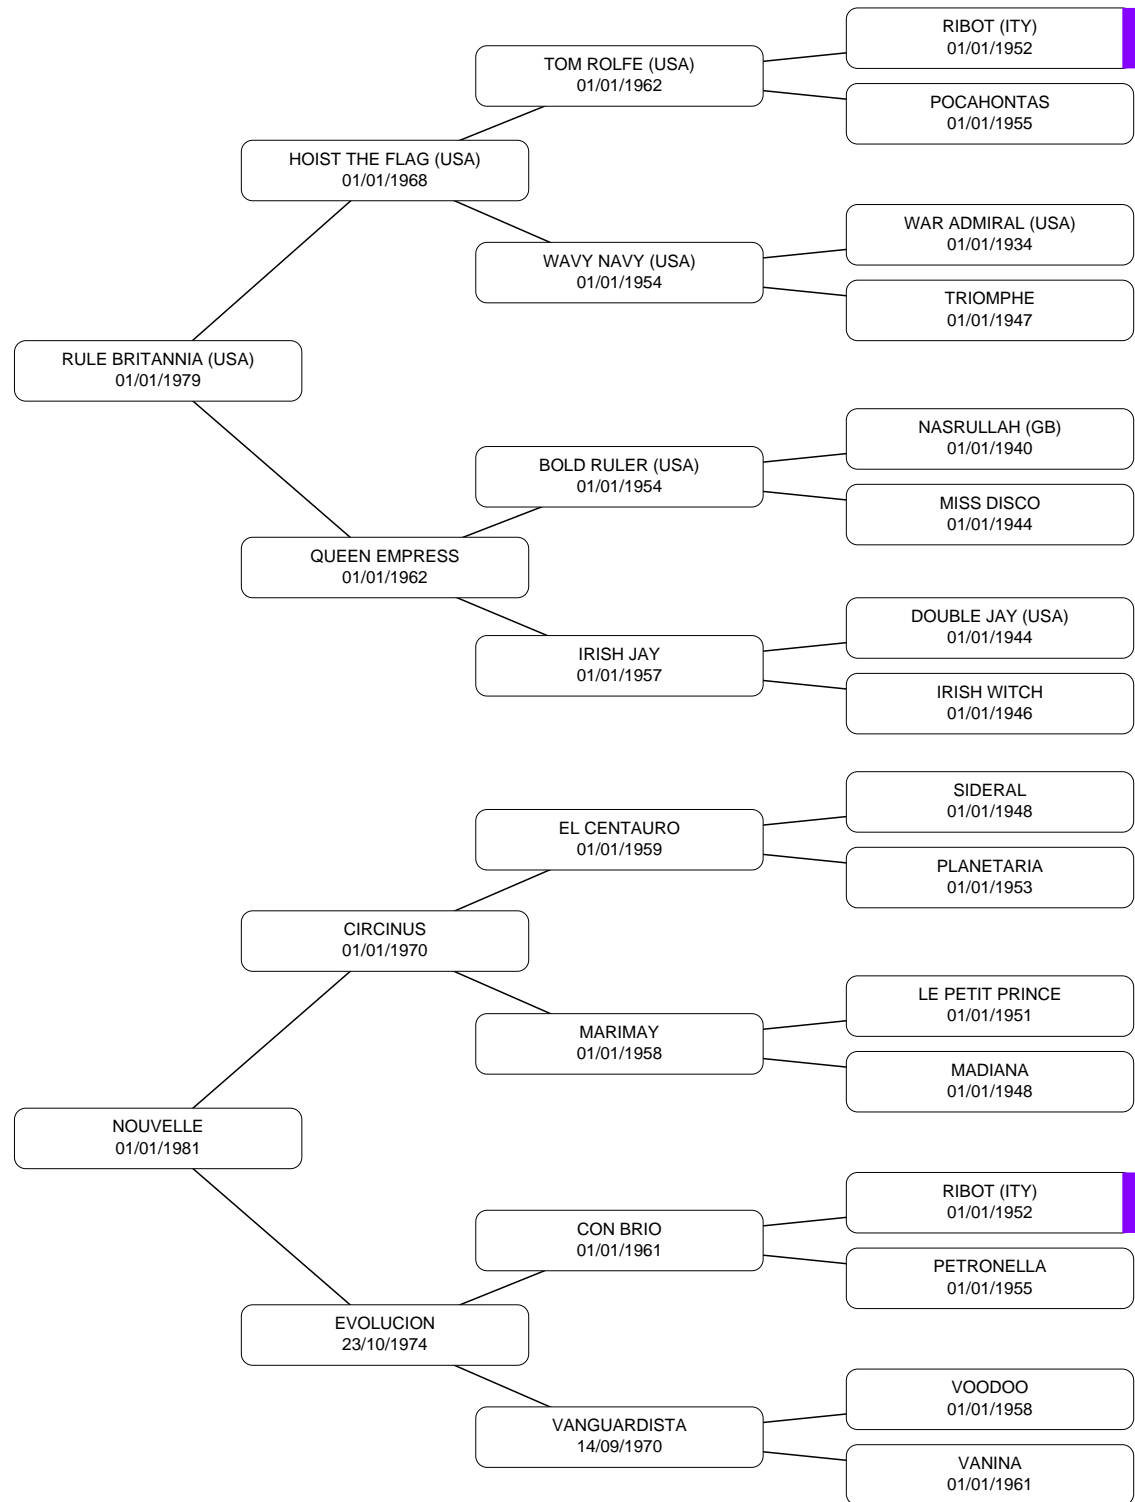 RIBOT (ITY)
01/01/1952
TOM ROLFE (USA)
01/01/1962
POCAHONTAS
01/01/1955
HOIST THE FLAG (USA)
01/01/1968
WAR ADMIRAL (USA)
01/01/1934
WAVY NAVY (USA)
01/01/1954
TRIOMPHE
01/01/1947
RULE BRITANNIA (USA)
01/01/1979
NASRULLAH (GB)
01/01/1940
BOLD RULER (USA)
01/01/1954
MISS DISCO
01/01/1944
QUEEN EMPRESS
01/01/1962
DOUBLE JAY (USA)
01/01/1944
IRISH JAY
01/01/1957
IRISH WITCH
01/01/1946
SIDERAL
01/01/1948
EL CENTAURO
01/01/1959
PLANETARIA
01/01/1953
CIRCINUS
01/01/1970
LE PETIT PRINCE
01/01/1951
MARIMAY
01/01/1958
MADIANA
01/01/1948
NOUVELLE
01/01/1981
RIBOT (ITY)
01/01/1952
CON BRIO
01/01/1961
PETRONELLA
01/01/1955
EVOLUCION
23/10/1974
VOODOO
01/01/1958
VANGUARDISTA
14/09/1970
VANINA
01/01/1961